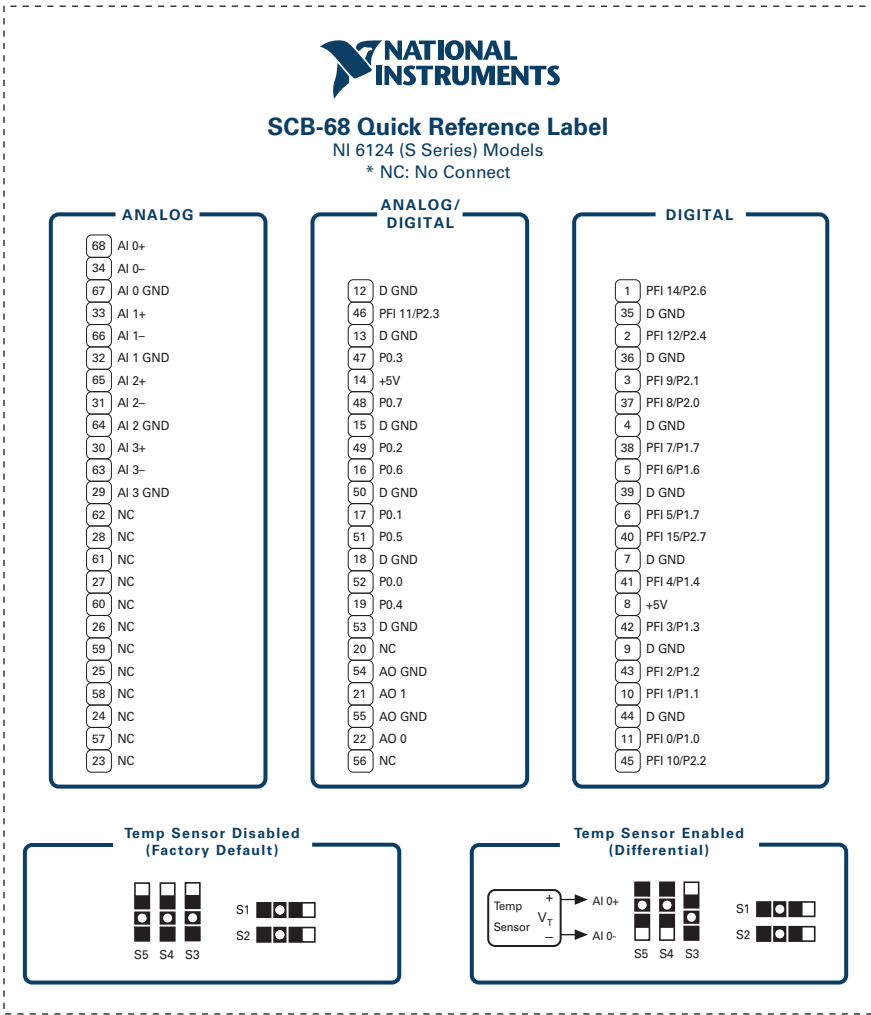 NATIONAL
INSTRUMENTS
SCB-68 Quick Reference Label
NI 6124 (S Series) Models
* NC: No Connect
ANALOG
68 AI 0+
34 AI 0–
67 AI 0 GND
33 AI 1+
66 AI 1–
32 AI 1 GND
65 AI 2+
31 AI 2–
64 AI 2 GND
30 AI 3+
63 AI 3–
29 AI 3 GND
62 NC
28 NC
61 NC
27 NC
60 NC
26 NC
59 NC
25 NC
58 NC
24 NC
57 NC
23 NC
ANALOG/
DIGITAL
12 D GND
46 PFI 11/P2.3
13 D GND
47 P0.3
14 +5V
48 P0.7
15 D GND
49 P0.2
16 P0.6
50 D GND
17 P0.1
51 P0.5
18 D GND
52 P0.0
19 P0.4
53 D GND
20 NC
54 AO GND
21 AO 1
55 AO GND
22 AO 0
56 NC
DIGITAL
1 PFI 14/P2.6
35 D GND
2 PFI 12/P2.4
36 D GND
3 PFI 9/P2.1
37 PFI 8/P2.0
4 D GND
38 PFI 7/P1.7
5 PFI 6/P1.6
39 D GND
6 PFI 5/P1.7
40 PFI 15/P2.7
7 D GND
41 PFI 4/P1.4
8 +5V
42 PFI 3/P1.3
9 D GND
43 PFI 2/P1.2
10 PFI 1/P1.1
44 D GND
11 PFI 0/P1.0
45 PFI 10/P2.2
Temp Sensor Disabled
(Factory Default)
S1
S2
S5 S4 S3
Temp Sensor Enabled
(Differential)
Temp
Sensor
+
VT
–
AI 0+
AI 0-
S5 S4 S3
S1
S2